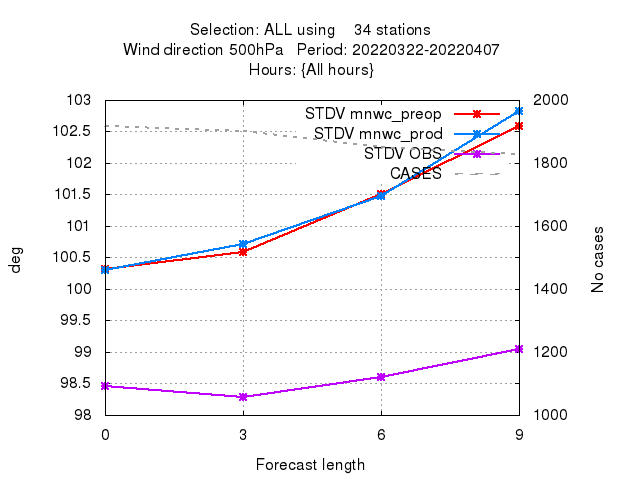 Selection: ALL using    34 stations
Wind direction 500hPa   Period: 20220322-20220407
Hours: {All hours}
103
102.5
102
101.5
101
100.5
100
99.5
99
98.5
98
deg
STDV mnwc_preop
STDV mnwc_prod
STDV OBS
CASES
2000
1800
1600
1400
1200
1000
No cases
0
3
6
9
Forecast length